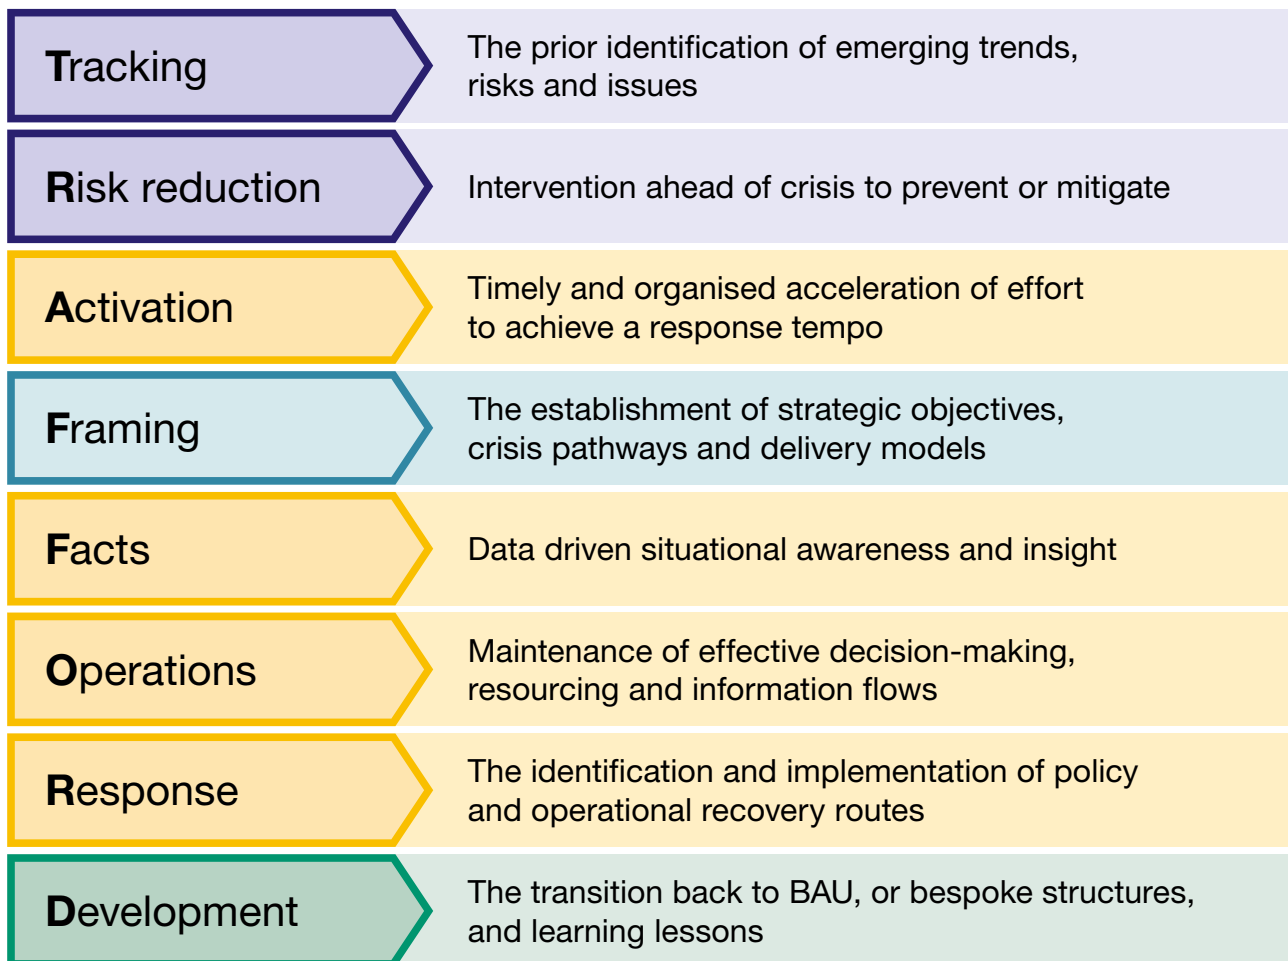 Tracking
The prior identification of emerging trends,
risks and issues
Risk reduction
Intervention ahead of crisis to prevent or mitigate
Activation
Timely and organised acceleration of effort
to achieve a response tempo
Framing
The establishment of strategic objectives,
crisis pathways and delivery models
Facts
Data driven situational awareness and insight
Operations
Maintenance of effective decision-making,
resourcing and information flows
Response
The identification and implementation of policy
and operational recovery routes
Development
The transition back to BAU, or bespoke structures,
and learning lessons